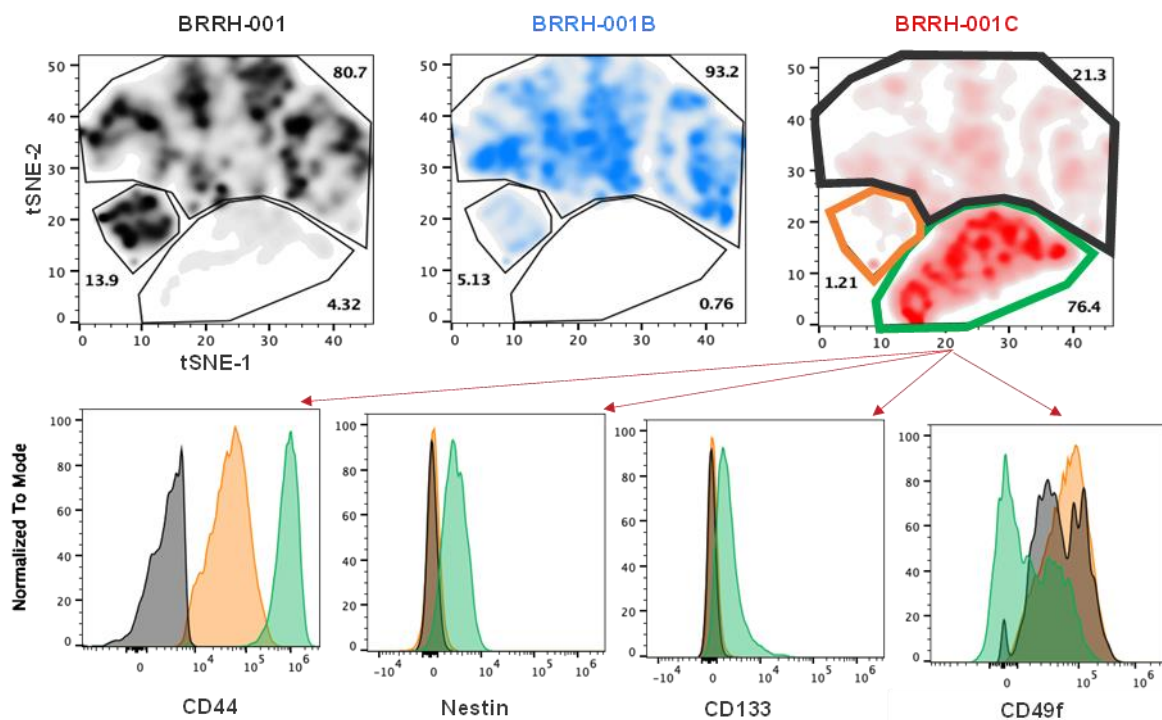 BRRH-001 BRRH-001B BRRH-001C
50 40 30 20 10 0
80.7
13.9
4.32
0 10 20 30 40
tSNE-2
tSNE-1
50 40 30 20 10 0
93.2
5.13
0.76
0 10 20 30 40
50 40 30 20 10 0
21.3
1.21
76.4
0 10 20 30 40
Normalized To Mode
100 80 60 40 20 0
0 10^4 10^5 10^6
CD44
100 80 60 40 20 0
-10^4 0 10^4 10^5 10^6
Nestin
100 80 60 40 20 0
-10^4 0 10^4 10^5 10^6
CD133
100 80 60 40 20 0
0 10^5 10^6
CD49f